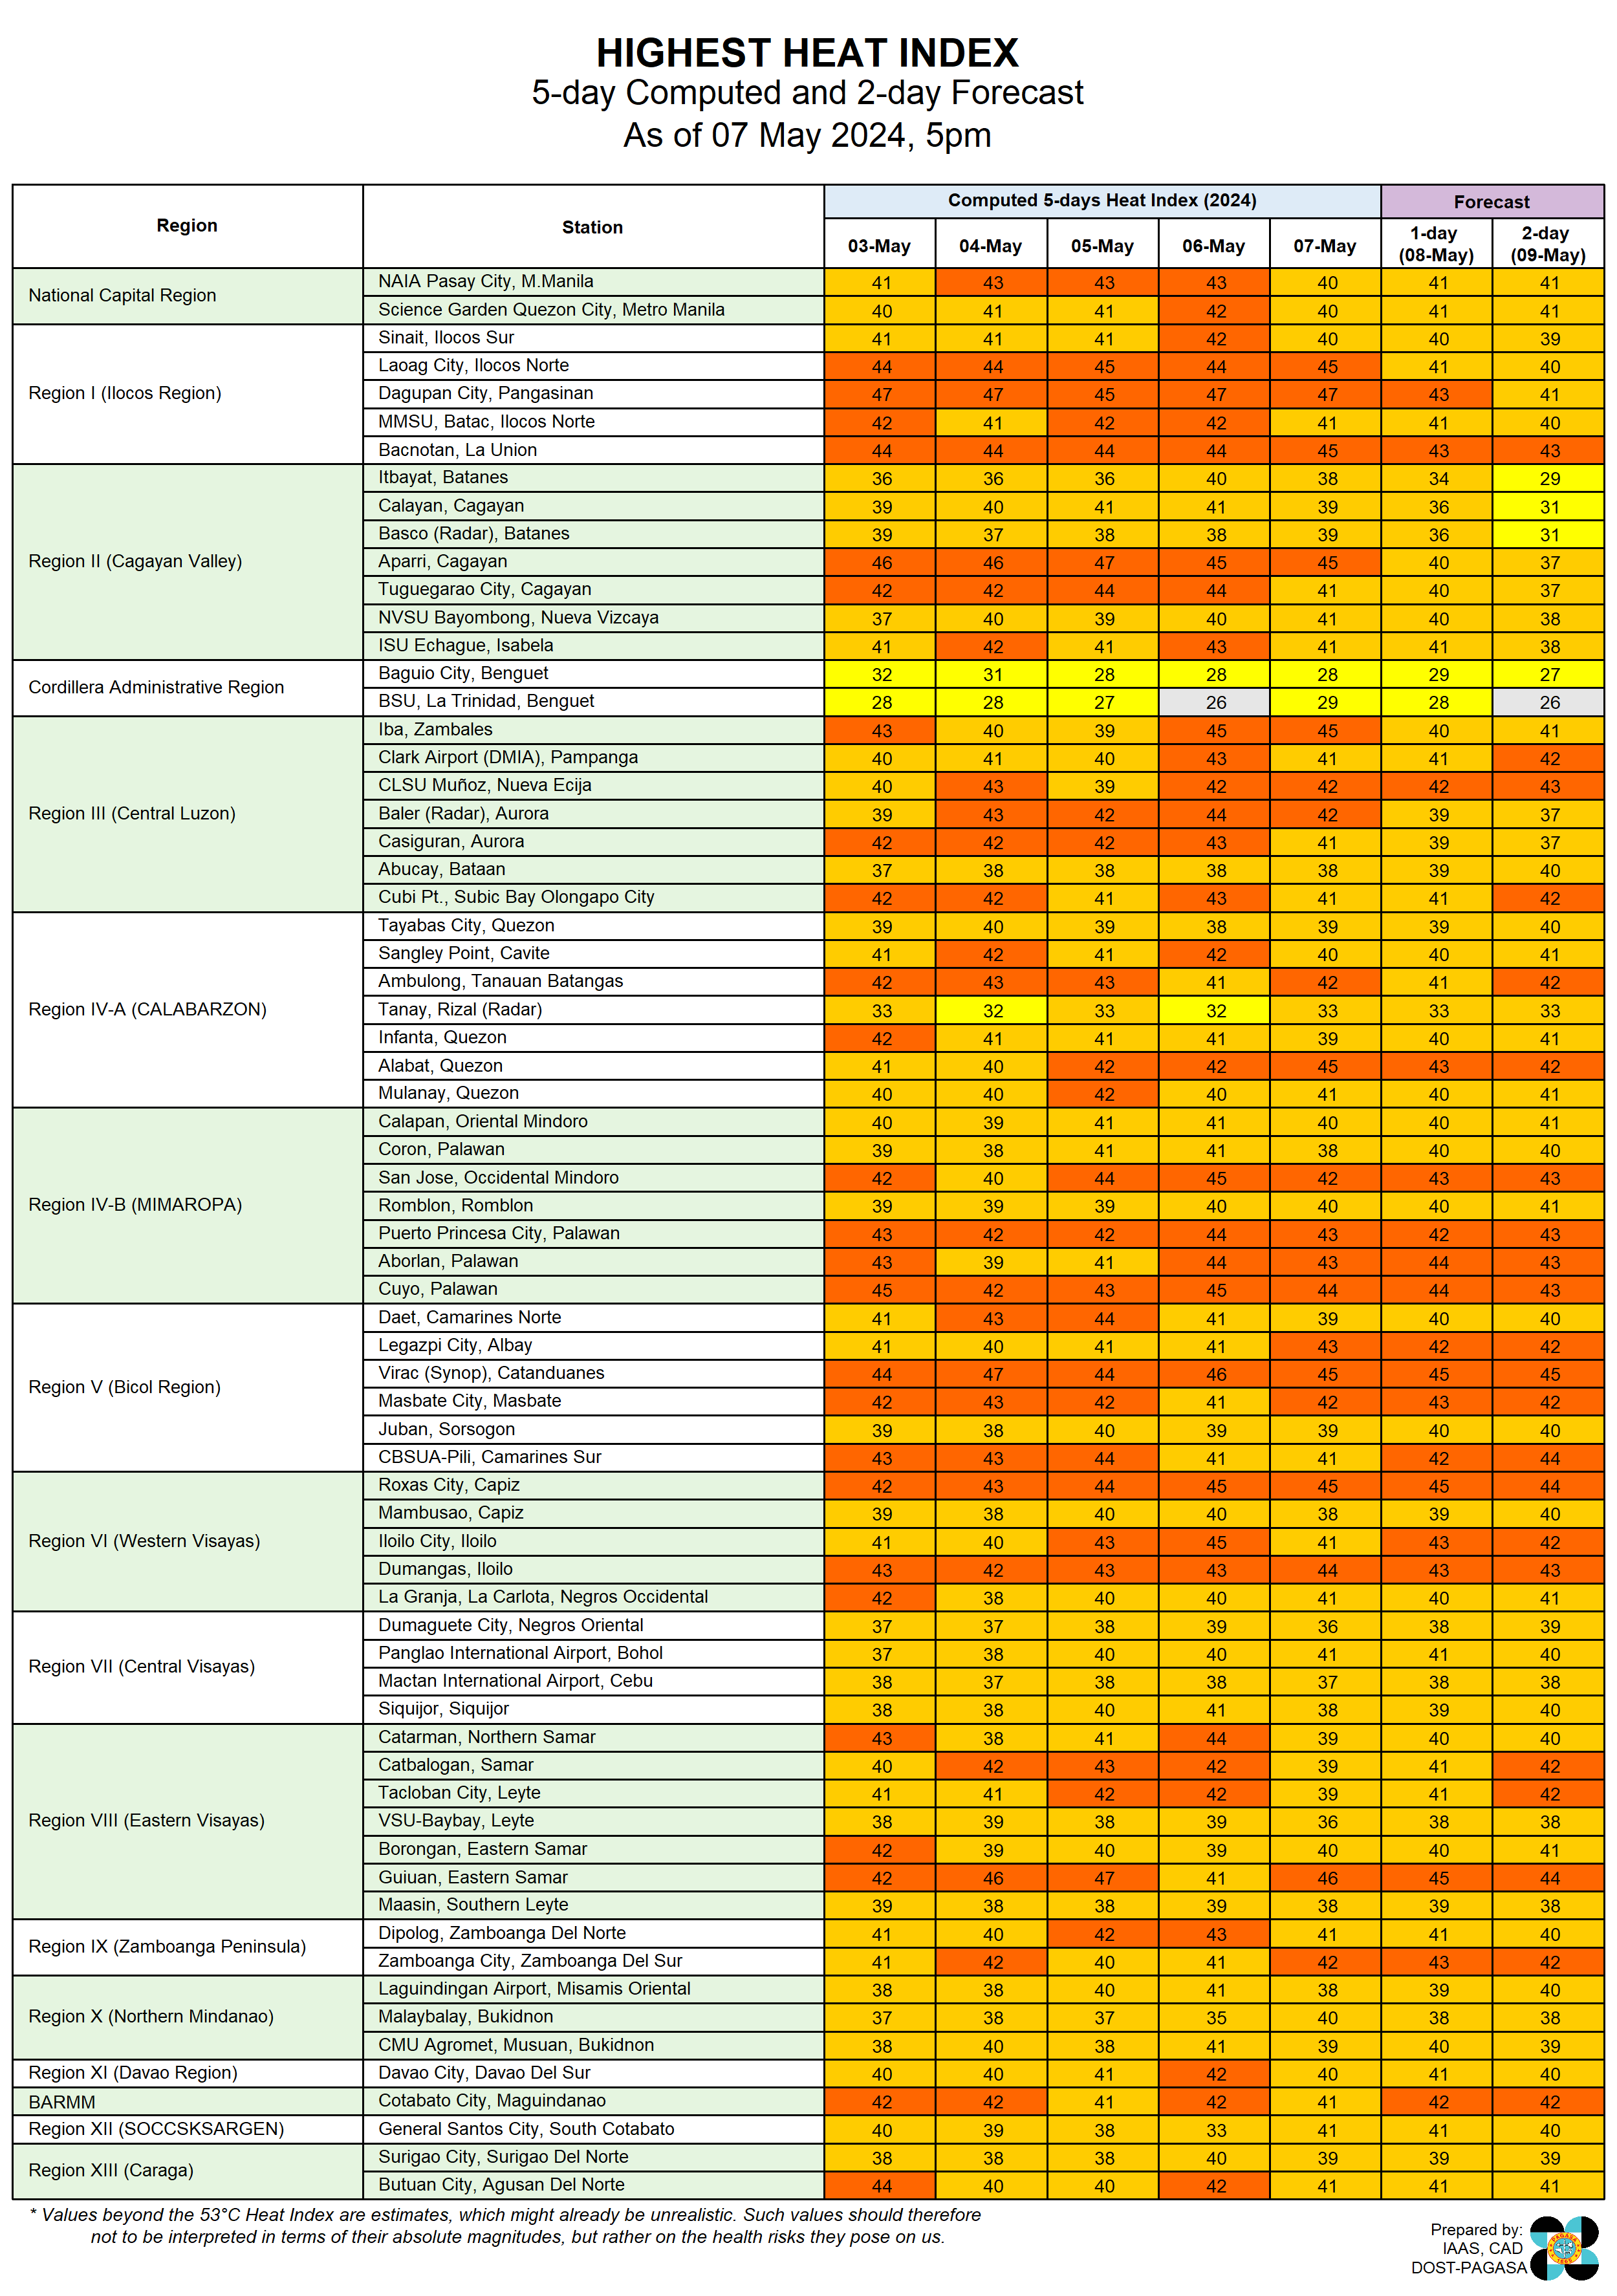 HIGHEST HEAT INDEX
5-day Computed and 2-day Forecast
As of 07 May 2024, 5pm
Region Station Computed 5-days Heat Index (2024) Forecast
03-May 04-May 05-May 06-May 07-May 1-day (08-May) 2-day (09-May)
National Capital Region
NAIA Pasay City, M.Manila 41 43 43 43 40 41 41
Science Garden Quezon City, Metro Manila 40 41 41 42 40 41 41
Region I (Ilocos Region)
Sinait, Ilocos Sur 41 41 41 42 40 40 39
Laoag City, Ilocos Norte 44 44 45 44 45 41 40
Dagupan City, Pangasinan 47 47 45 47 47 43 41
MMSU, Batac, Ilocos Norte 42 41 42 42 41 41 40
Bacnotan, La Union 44 44 44 44 45 43 43
Region II (Cagayan Valley)
Itbayat, Batanes 36 36 36 40 38 34 29
Calayan, Cagayan 39 40 41 41 39 36 31
Basco (Radar), Batanes 39 37 38 38 39 36 31
Aparri, Cagayan 46 46 47 45 45 40 37
Tuguegarao City, Cagayan 42 42 44 44 41 40 37
NVSU Bayombong, Nueva Vizcaya 37 40 39 40 41 40 38
ISU Echague, Isabela 41 42 41 43 41 41 38
Cordillera Administrative Region
Baguio City, Benguet 32 31 28 28 28 29 27
BSU, La Trinidad, Benguet 28 28 27 26 29 28 26
Region III (Central Luzon)
Iba, Zambales 43 40 39 45 45 40 41
Clark Airport (DMIA), Pampanga 40 41 40 43 41 41 42
CLSU Muñoz, Nueva Ecija 40 43 39 42 42 42 43
Baler (Radar), Aurora 39 43 42 44 42 39 37
Casiguran, Aurora 42 42 42 43 41 39 37
Abucay, Bataan 37 38 38 38 38 39 40
Cubi Pt., Subic Bay Olongapo City 42 42 41 43 41 41 42
Region IV-A (CALABARZON)
Tayabas City, Quezon 39 40 39 38 39 39 40
Sangley Point, Cavite 41 42 41 42 40 40 41
Ambulong, Tanauan Batangas 42 43 43 41 42 41 42
Tanay, Rizal (Radar) 33 32 33 32 33 33 33
Infanta, Quezon 42 41 41 41 39 40 41
Alabat, Quezon 41 40 42 42 45 43 42
Mulanay, Quezon 40 40 42 40 41 40 41
Region IV-B (MIMAROPA)
Calapan, Oriental Mindoro 40 39 41 41 40 40 41
Coron, Palawan 39 38 41 41 38 40 40
San Jose, Occidental Mindoro 42 40 44 45 42 43 43
Romblon, Romblon 39 39 39 40 40 40 41
Puerto Princesa City, Palawan 43 42 42 44 43 42 43
Aborlan, Palawan 43 39 41 44 43 44 43
Cuyo, Palawan 45 42 43 45 44 44 43
Region V (Bicol Region)
Daet, Camarines Norte 41 43 44 41 39 40 40
Legazpi City, Albay 41 40 41 41 43 42 42
Virac (Synop), Catanduanes 44 47 44 46 45 45 45
Masbate City, Masbate 42 43 42 41 42 43 42
Juban, Sorsogon 39 38 40 39 39 40 40
CBSUA-Pili, Camarines Sur 43 43 44 41 41 42 44
Region VI (Western Visayas)
Roxas City, Capiz 42 43 44 45 45 45 44
Mambusao, Capiz 39 38 40 40 38 39 40
Iloilo City, Iloilo 41 40 43 45 41 43 42
Dumangas, Iloilo 43 42 43 43 44 43 43
La Granja, La Carlota, Negros Occidental 42 38 40 40 41 40 41
Region VII (Central Visayas)
Dumaguete City, Negros Oriental 37 37 38 39 36 38 39
Panglao International Airport, Bohol 37 38 40 40 41 41 40
Mactan International Airport, Cebu 38 37 38 38 37 38 38
Siquijor, Siquijor 38 38 40 41 38 39 40
Region VIII (Eastern Visayas)
Catarman, Northern Samar 43 38 41 44 39 40 40
Catbalogan, Samar 40 42 43 42 39 41 42
Tacloban City, Leyte 41 41 42 42 39 41 42
VSU-Baybay, Leyte 38 39 38 39 36 38 38
Borongan, Eastern Samar 42 39 40 39 40 40 41
Guiuan, Eastern Samar 42 46 47 41 46 45 44
Maasin, Southern Leyte 39 38 38 39 38 39 38
Region IX (Zamboanga Peninsula)
Dipolog, Zamboanga Del Norte 41 40 42 43 41 41 40
Zamboanga City, Zamboanga Del Sur 41 42 40 41 42 43 42
Region X (Northern Mindanao)
Laguindingan Airport, Misamis Oriental 38 38 40 41 38 39 40
Malaybalay, Bukidnon 37 38 37 35 40 38 38
CMU Agromet, Musuan, Bukidnon 38 40 38 41 39 40 39
Region XI (Davao Region) Davao City, Davao Del Sur 40 40 41 42 40 41 40
BARMM Cotabato City, Maguindanao 42 42 41 42 41 42 42
Region XII (SOCCSKSARGEN) General Santos City, South Cotabato 40 39 38 33 41 41 40
Region XIII (Caraga)
Surigao City, Surigao Del Norte 38 38 38 40 39 39 39
Butuan City, Agusan Del Norte 44 40 40 42 41 41 41
* Values beyond the 53°C Heat Index are estimates, which might already be unrealistic. Such values should therefore
not to be interpreted in terms of their absolute magnitudes, but rather on the health risks they pose on us.
Prepared by:
IAAS, CAD
DOST-PAGASA